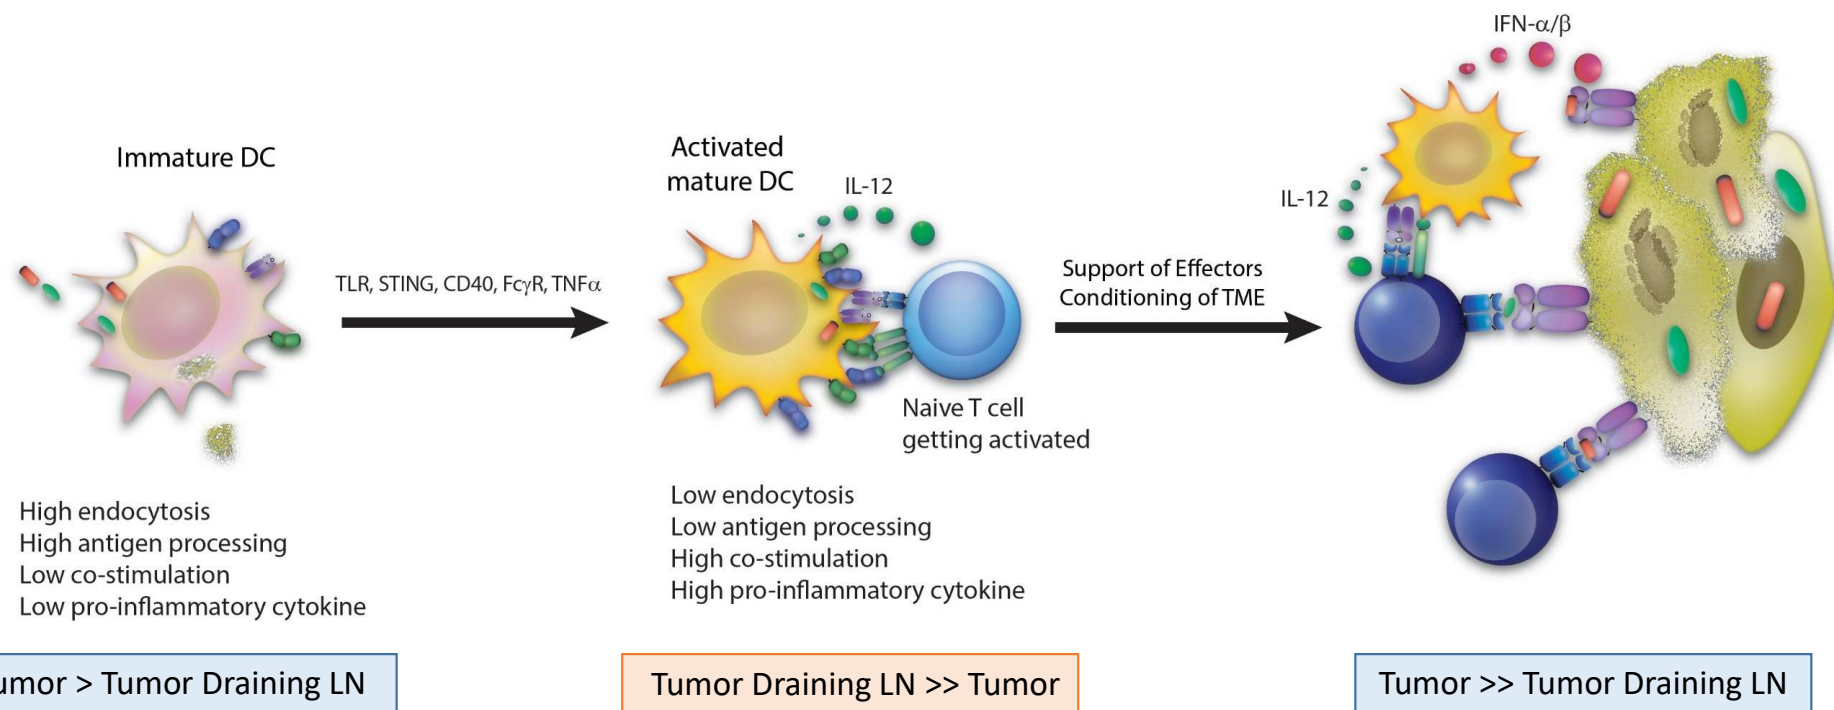 Immature DC
High endocytosis
High antigen processing
Low co-stimulation
Low pro-inflammatory cytokine
TLR, STING, CD40, FcγR, TNFα
Activated
mature DC
IL-12
Naive T cell
getting activated
Low endocytosis
Low antigen processing
High co-stimulation
High pro-inflammatory cytokine
Support of Effectors
Conditioning of TME
IFN-α/β
IL-12
umor > Tumor Draining LN
Tumor Draining LN >> Tumor
Tumor >> Tumor Draining LN